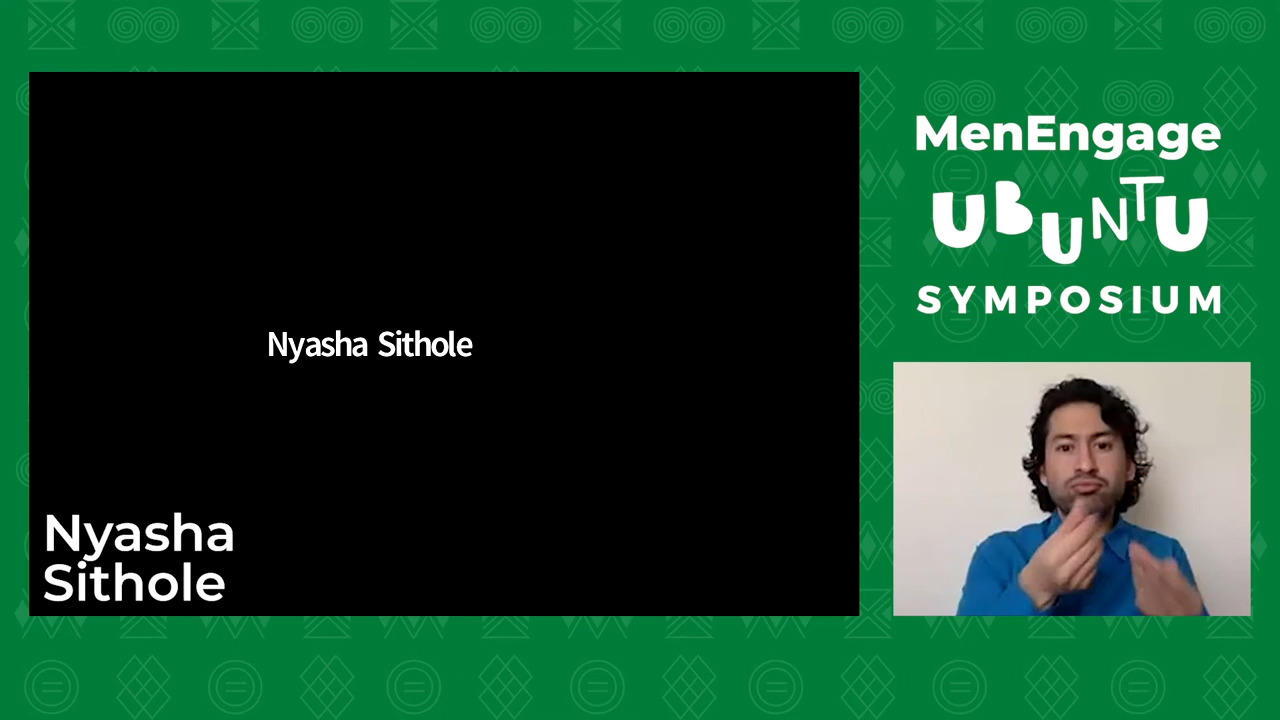 Nyasha Sithole
Nyasha
Sithole
MenEngage
UBUNTU
SYMPOSIUM